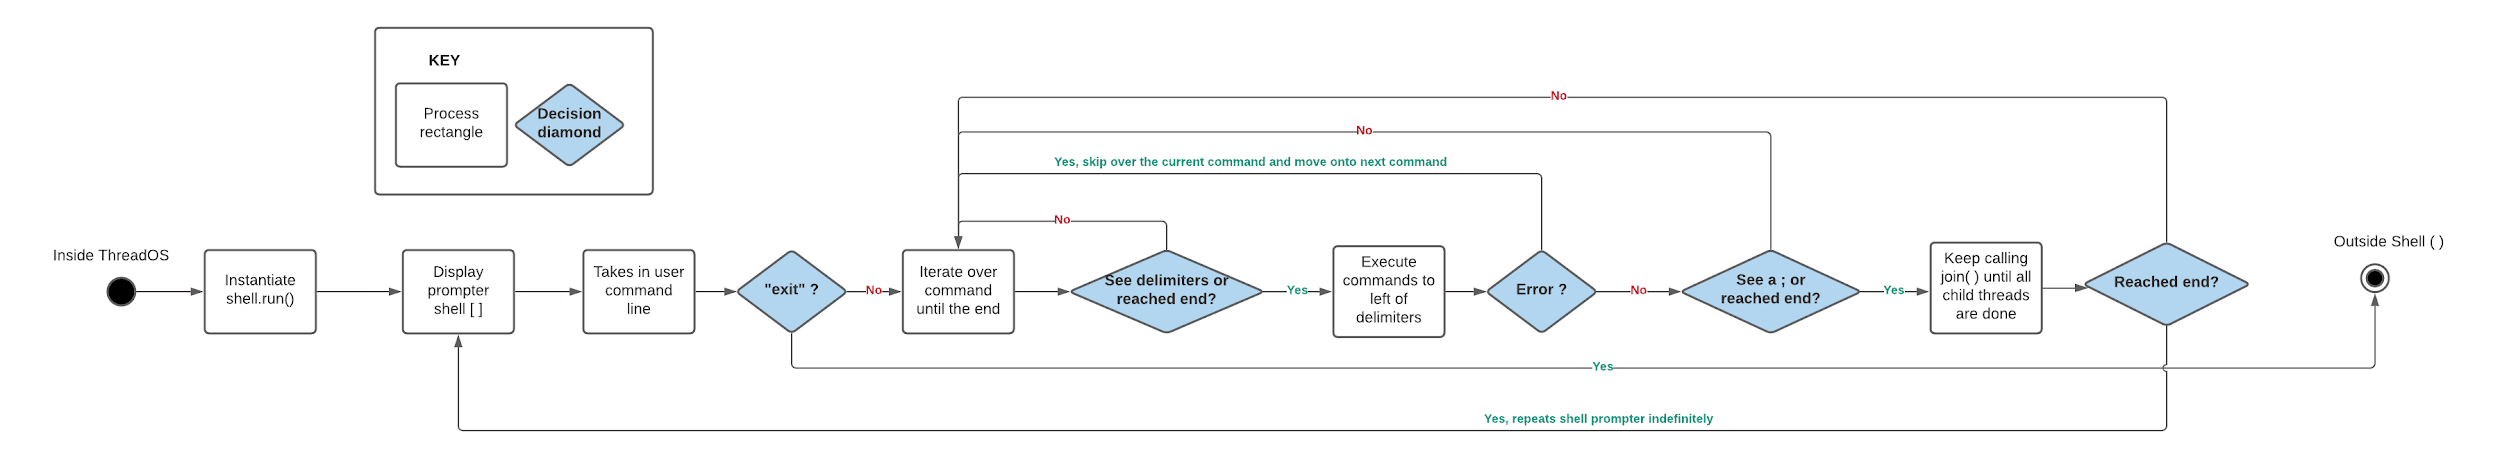 KEY
Process
rectangle
Decision
diamond
No
No
Yes, skip over the current command and move onto next command
No
Inside ThreadOS
Instantiate
shell.run()
Display
prompter
shell [ ]
Takes in user
command
line
"exit" ?
No
Iterate over
command
until the end
See delimiters or
reached end?
Yes
Execute
commands to
left of
delimiters
Error ?
No
See a ; or
reached end?
Yes
Keep calling
join( ) until all
child threads
are done
Reached end?
Outside Shell ( )
Yes
Yes, repeats shell prompter indefinitely